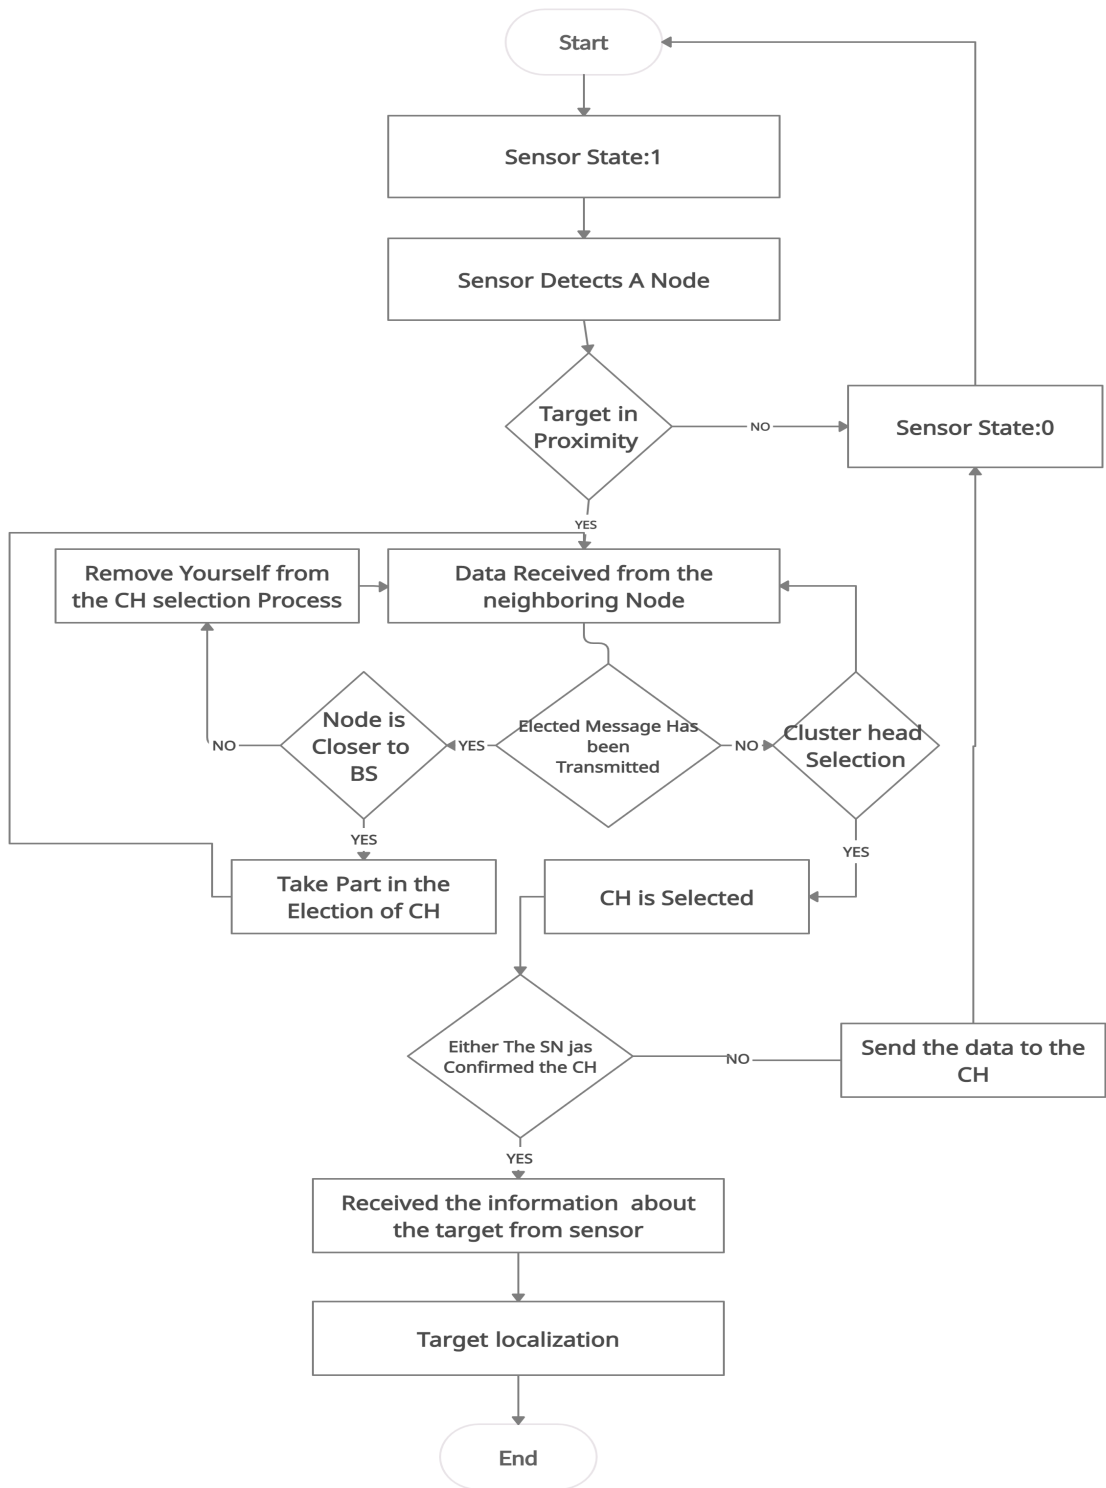 Start
Sensor State:1
Sensor Detects A Node
Target in
Proximity
NO
Sensor State:0
YES
Remove Yourself from
the CH selection Process
Data Received from the
neighboring Node
Node is
Closer to
BS
NO
YES
Elected Message Has
been
Transmitted
NO
Cluster head
Selection
YES
YES
Take Part in the
Election of CH
CH is Selected
Either The SN jas
Confirmed the CH
NO
Send the data to the
CH
YES
Received the information  about
the target from sensor
Target localization
End